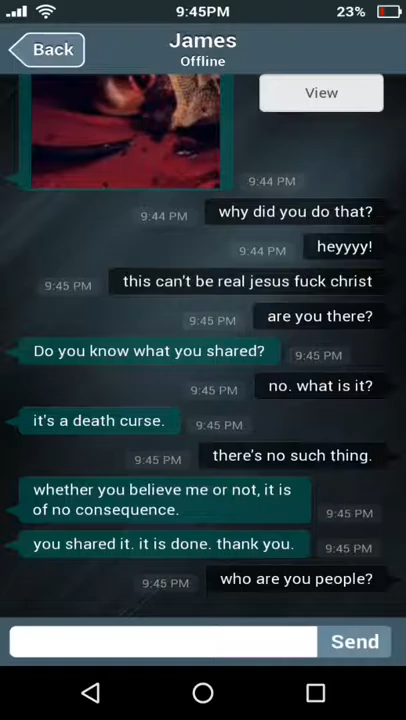 9:45PM
23%
Back
James
Offline
View
9:44 PM
9:44 PM why did you do that?
9:44 PM heyyyy!
9:45 PM this can't be real jesus fuck christ
9:45 PM are you there?
Do you know what you shared? 9:45 PM
9:45 PM no. what is it?
it's a death curse. 9:45 PM
9:45 PM there's no such thing.
whether you believe me or not, it is
of no consequence. 9:45 PM
you shared it. it is done. thank you. 9:45 PM
9:45 PM who are you people?
Send